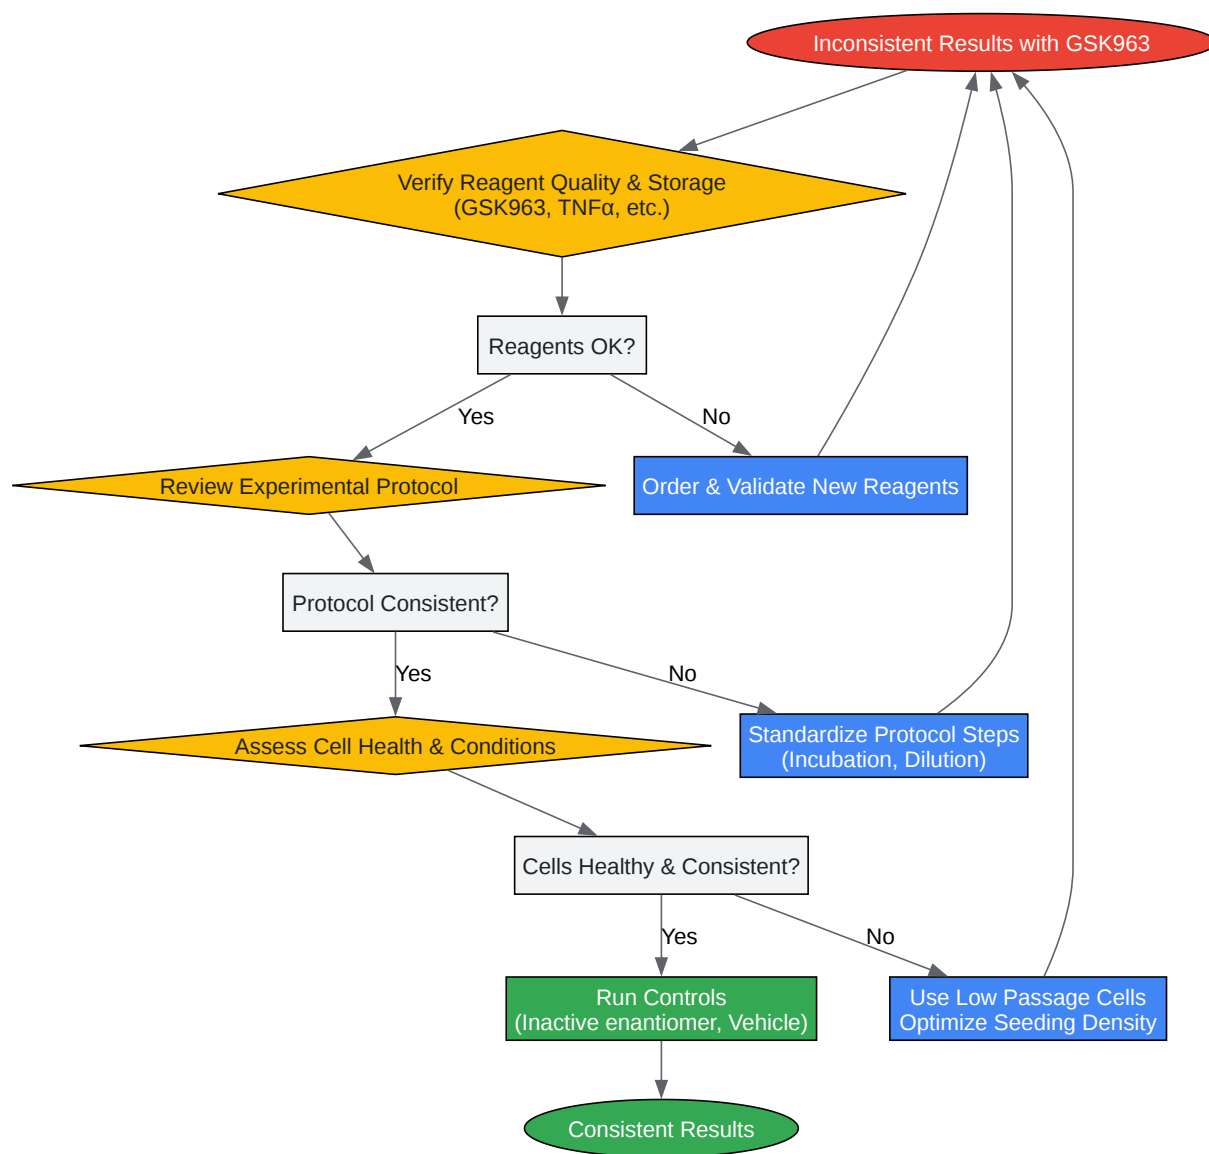 Inconsistent Results with GSK963
Verify Reagent Quality & Storage
(GSK963, TNFα, etc.)
Reagents OK?
Yes
No
Review Experimental Protocol
Order & Validate New Reagents
Protocol Consistent?
Yes
No
Assess Cell Health & Conditions
Standardize Protocol Steps
(Incubation, Dilution)
Cells Healthy & Consistent?
Yes
No
Run Controls
(Inactive enantiomer, Vehicle)
Use Low Passage Cells
Optimize Seeding Density
Consistent Results